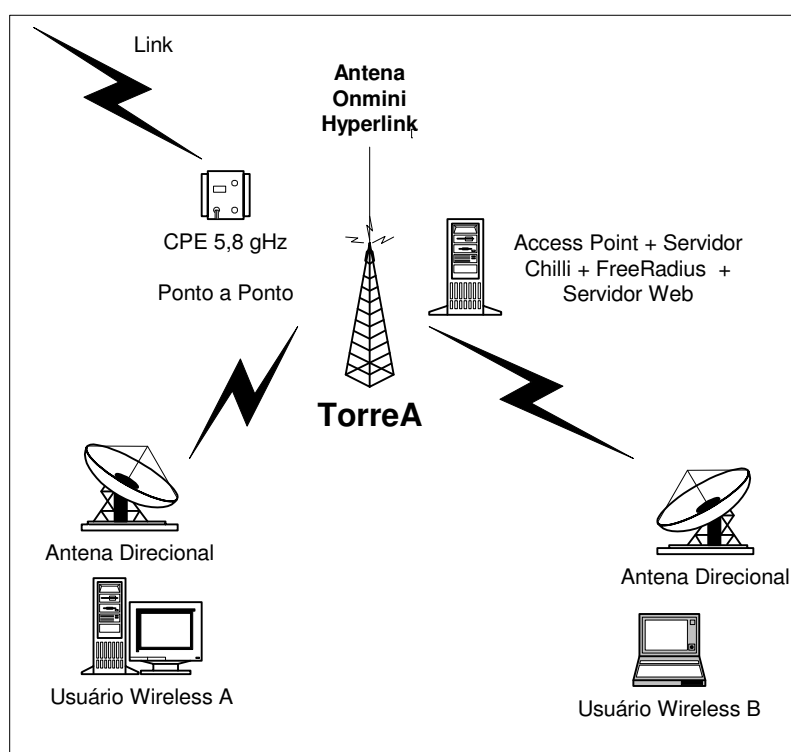 Link
Antena
Onmini
Hyperlink
CPE 5,8 gHz
Ponto a Ponto
Access Point + Servidor
Chilli + FreeRadius +
Servidor Web
TorreA
Antena Direcional
Antena Direcional
Usuário Wireless A
Usuário Wireless B